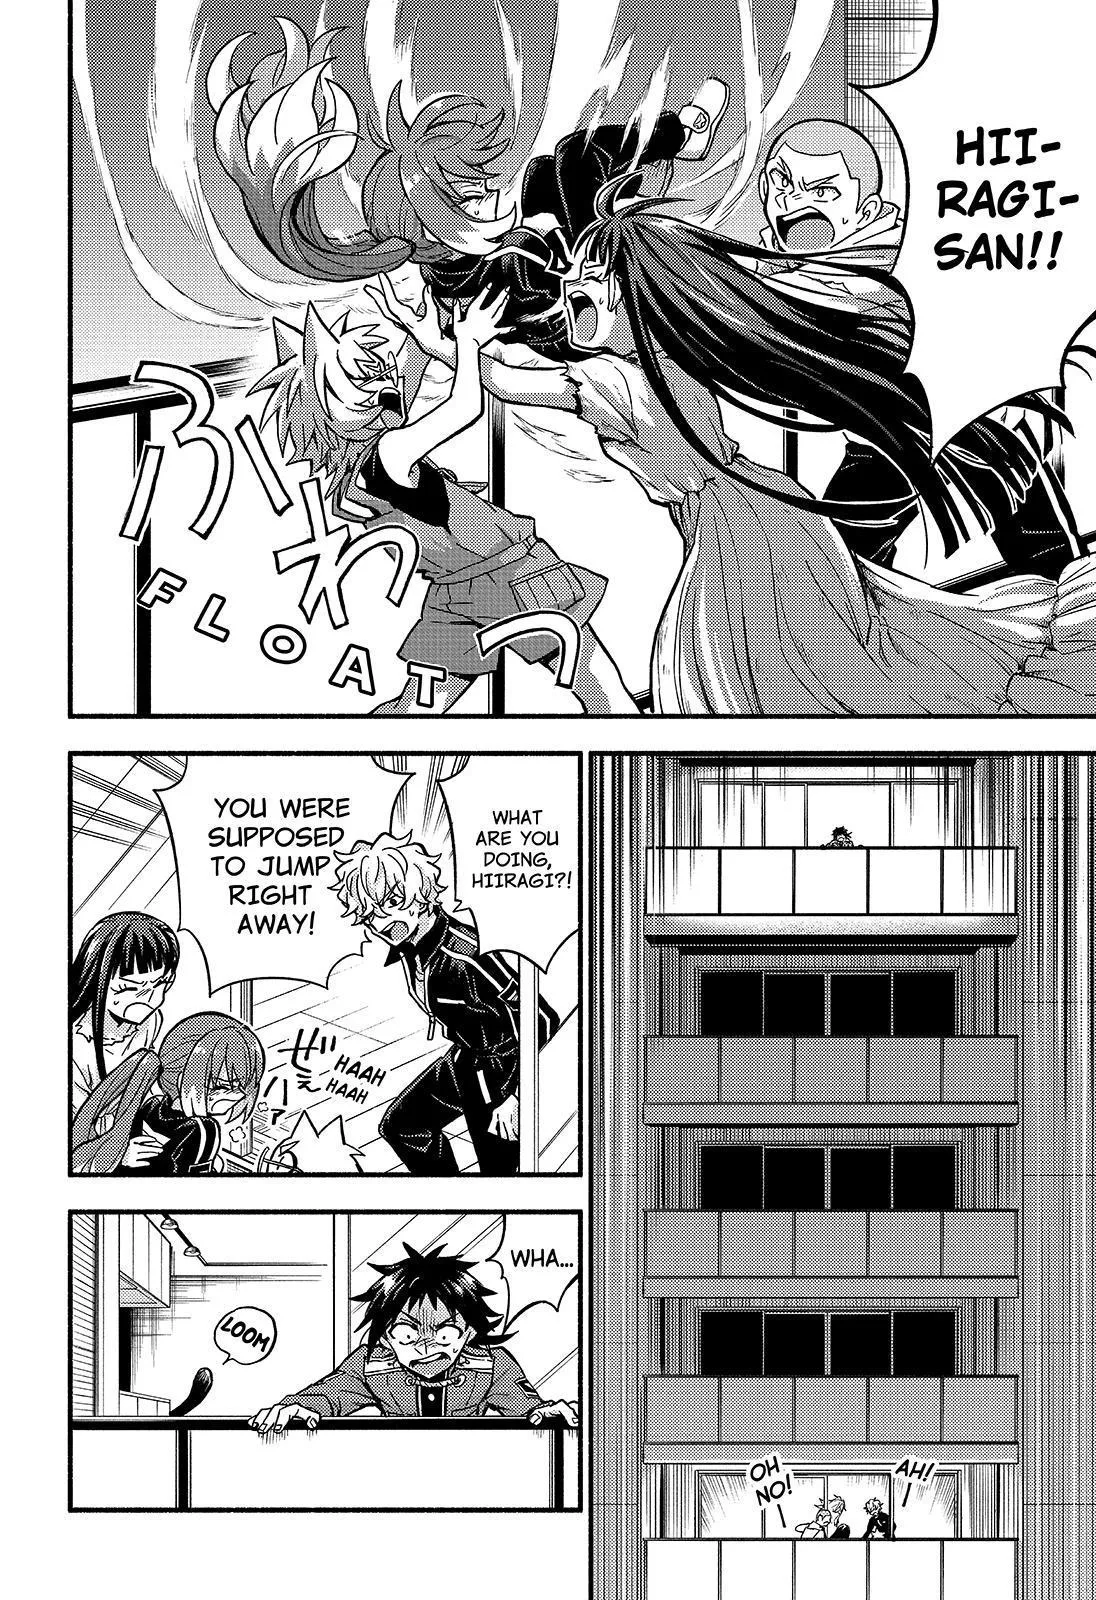 HII-
RAGI-
SAN!!
ふわっ
FLOAT
WHAT
ARE YOU
DOING,
HIIRAGI?!
YOU WERE
SUPPOSED
TO JUMP
RIGHT
AWAY!
ぜぇ
HAAH
ハァ
HAAH
OH
NO!
AH!
WHA...
LOOM